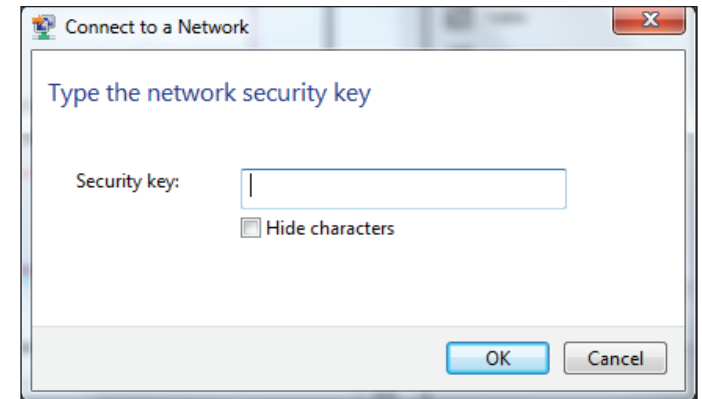 Connect to a Network
Type the network security key
Security key:
Hide characters
OK
Cancel